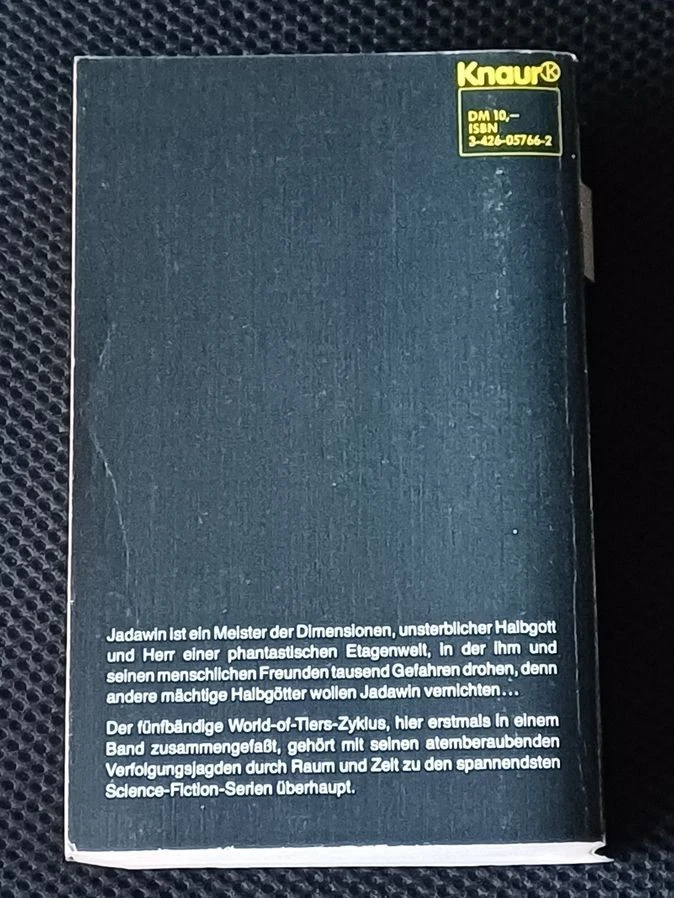 Knaur®
DM 10,–
ISBN
3-426-05766-2
Jadawin ist ein Meister der Dimensionen, unsterblicher Halbgott
und Herr einer phantastischen Etagenwelt, in der ihm und
seinen menschlichen Freunden tausend Gefahren drohen, denn
andere mächtige Halbgötter wollen Jadawin vernichten...
Der fünfbändige World-of-Tiers-Zyklus, hier erstmals in einem
Band zusammengefaßt, gehört mit seinen atemberaubenden
Verfolgungsjagden durch Raum und Zeit zu den spannendsten
Science-Fiction-Serien überhaupt.